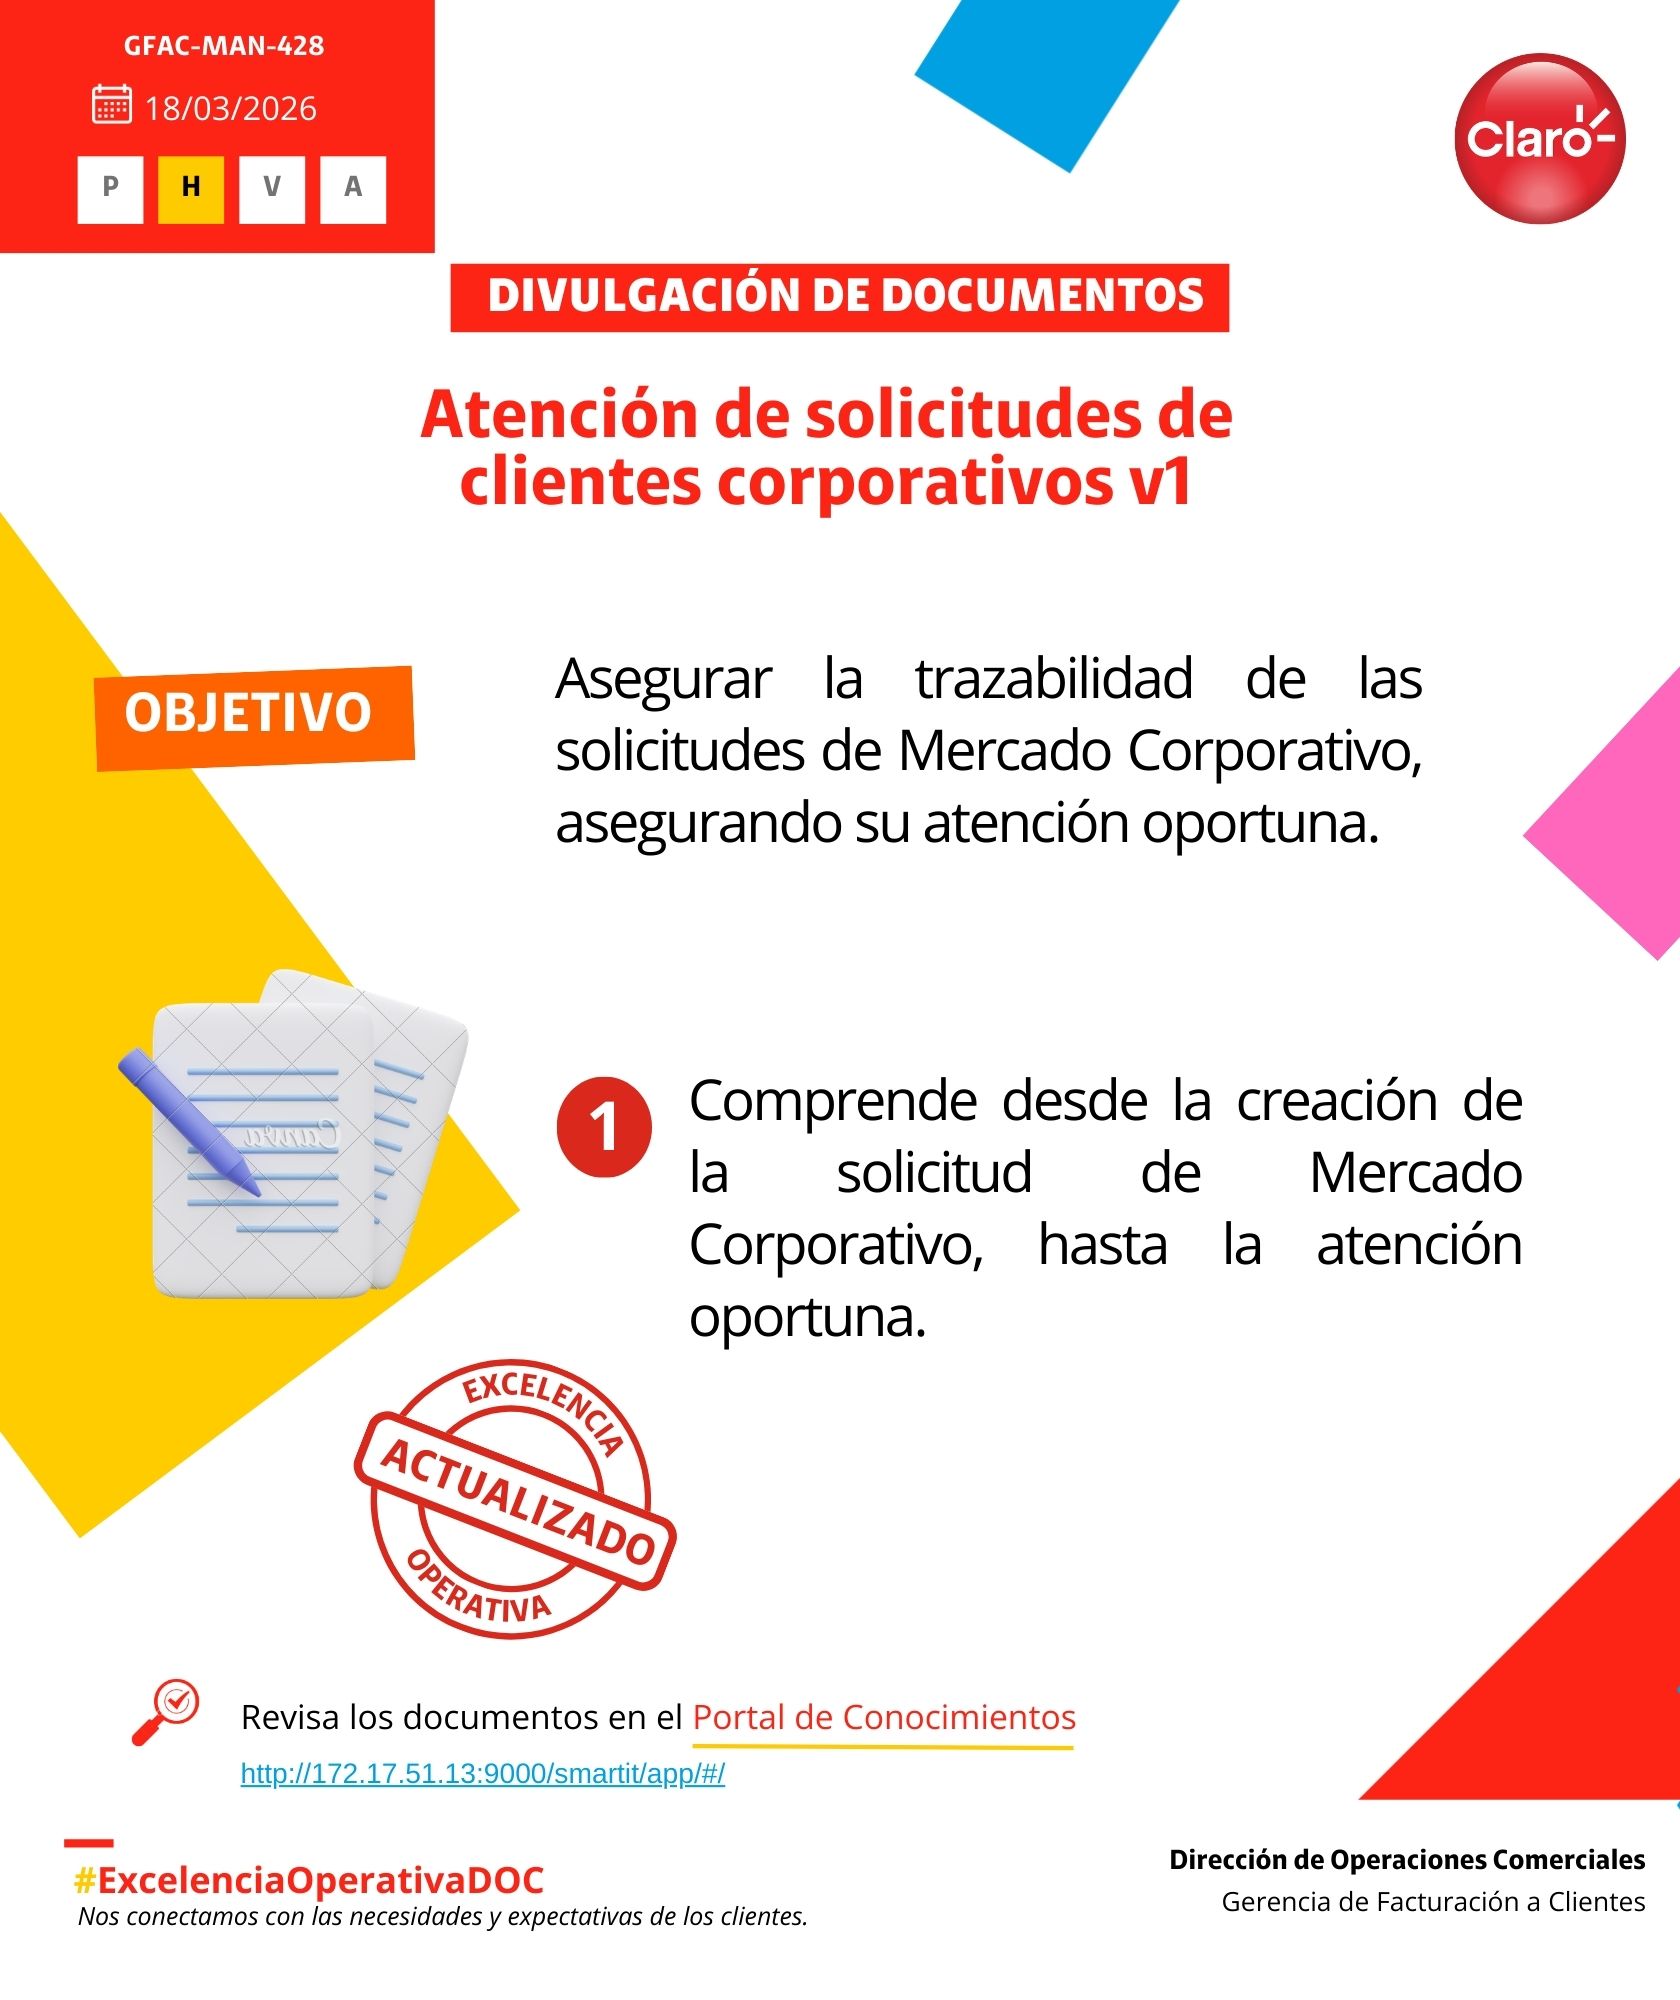 GFAC-MAN-428
18/03/2026
P H V A
Claro
DIVULGACIÓN DE DOCUMENTOS
Atención de solicitudes de
clientes corporativos v1
OBJETIVO
Asegurar la trazabilidad de las
solicitudes de Mercado Corporativo,
asegurando su atención oportuna.
Canva
1
Comprende desde la creación de
la solicitud de Mercado
Corporativo, hasta la atención
oportuna.
EXCELENCIA
ACTUALIZADO
OPERATIVA
Revisa los documentos en el Portal de Conocimientos
http://172.17.51.13:9000/smartit/app/#/
#ExcelenciaOperativaDOC
Nos conectamos con las necesidades y expectativas de los clientes.
Dirección de Operaciones Comerciales
Gerencia de Facturación a Clientes